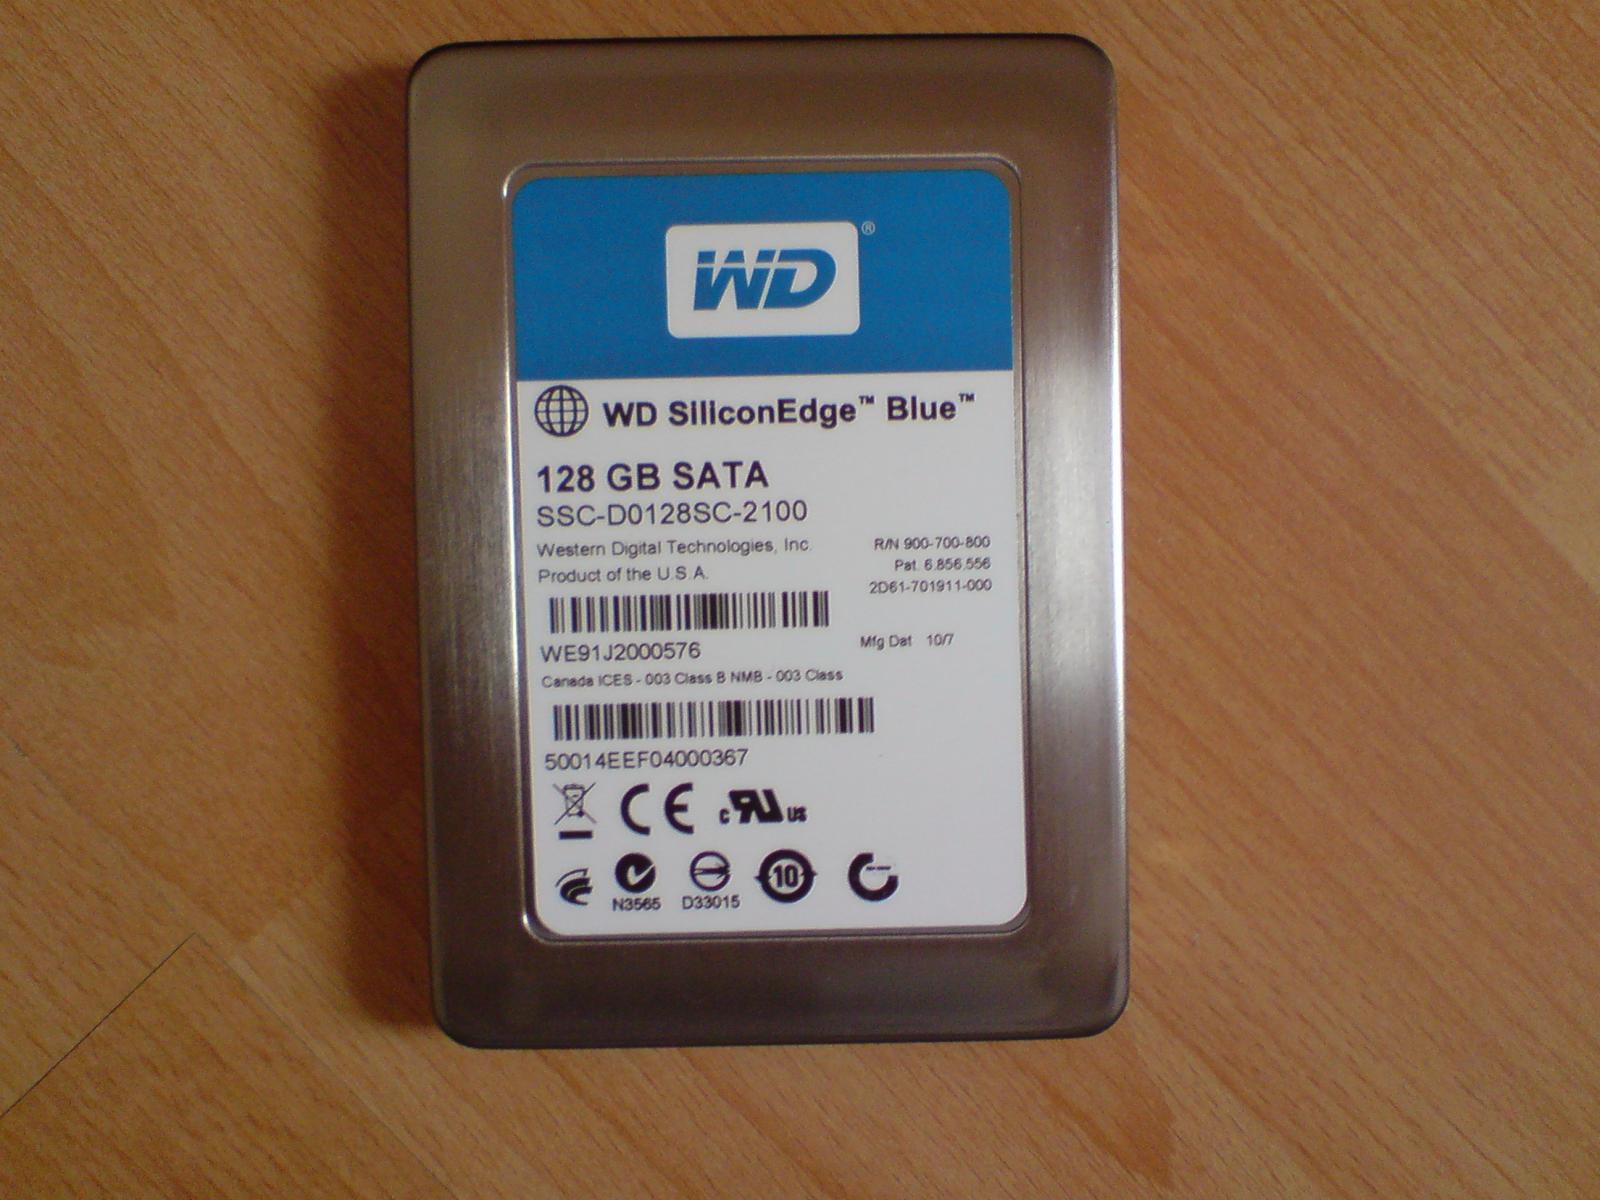 WD®
WD SiliconEdge™ Blue™
128 GB SATA
SSC-D0128SC-2100
Western Digital Technologies, Inc.
Product of the U.S.A.
R/N 900-700-800
Pat. 6.856.556
2D61-701911-000
WE91J2000576
Mfg Dat 10/7
Canada ICES - 003 Class B NMB - 003 Class
50014EEF04000367
CE
c RU US
N3565
D33015
10